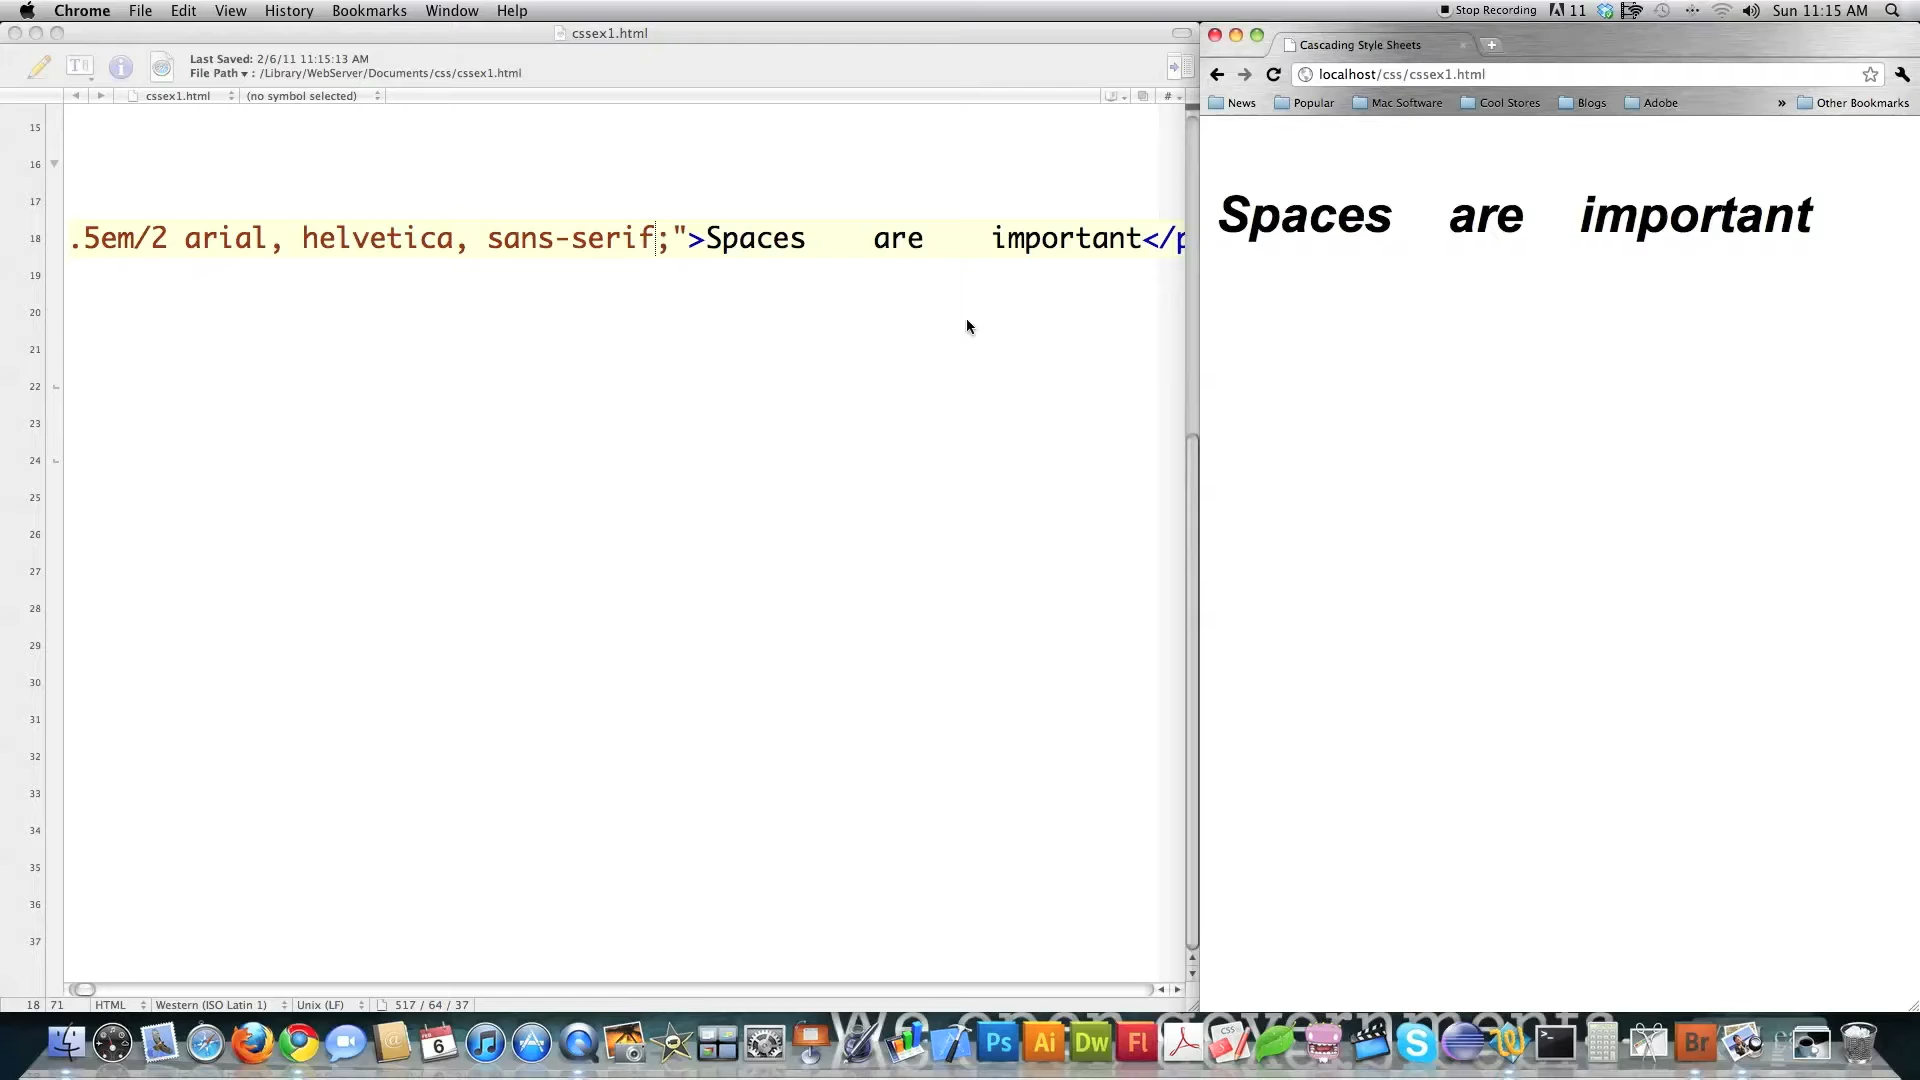 Chrome File Edit View History Bookmarks Window Help
Stop Recording 11 Sun 11:15 AM
cssex1.html
Last Saved: 2/6/11 11:15:13 AM
File Path ▾ : /Library/WebServer/Documents/css/cssex1.html
cssex1.html (no symbol selected) #
15
16
17
18 .5em/2 arial, helvetica, sans-serif;">Spaces    are    important</p
19
20
21
22
23
24
25
26
27
28
29
30
31
32
33
34
35
36
37
18 71 HTML Western (ISO Latin 1) Unix (LF) 517 / 64 / 37
Cascading Style Sheets
localhost/css/cssex1.html
News Popular Mac Software Cool Stores Blogs Adobe » Other Bookmarks
Spaces    are    important
We open governments
6 Ps Ai Dw Fl CSS Br